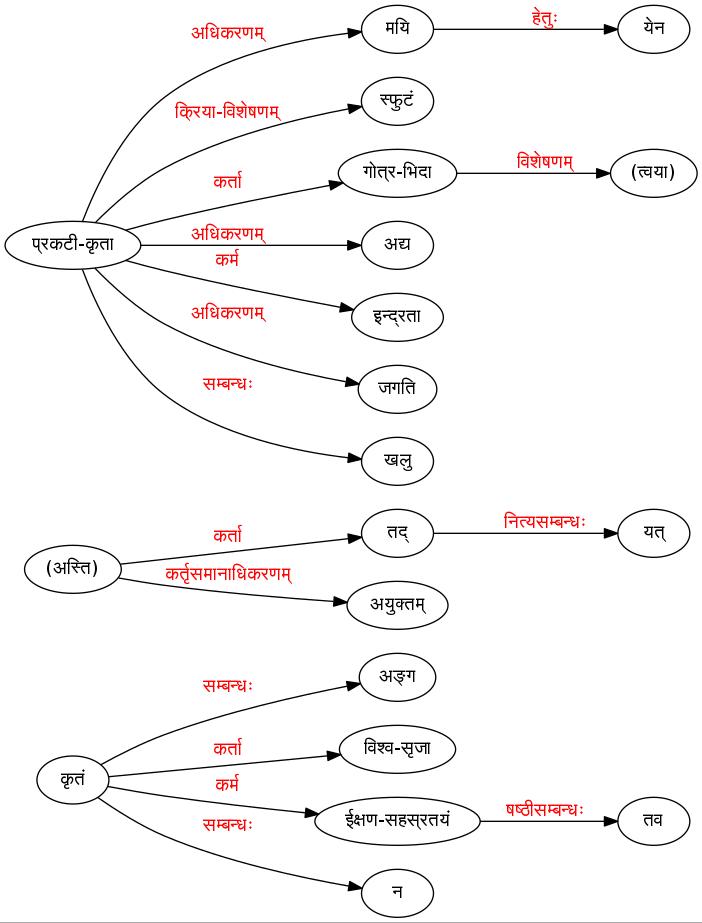 अधिकरणम्
मयि
हेतुः
येन
क्रिया-विशेषणम्
स्फुटं
कर्ता
गोत्र-भिदा
विशेषणम्
(त्वया)
प्रकटी-कृता
अधिकरणम्
अद्य
कर्म
इन्द्रता
अधिकरणम्
जगति
सम्बन्धः
खलु
(अस्ति)
कर्ता
तद्
नित्यसम्बन्धः
यत्
कर्तृसमानाधिकरणम्
अयुक्तम्
सम्बन्धः
अङ्ग
कृतं
कर्ता
विश्व-सृजा
कर्म
ईक्षण-सहस्रतयं
षष्ठीसम्बन्धः
तव
सम्बन्धः
न